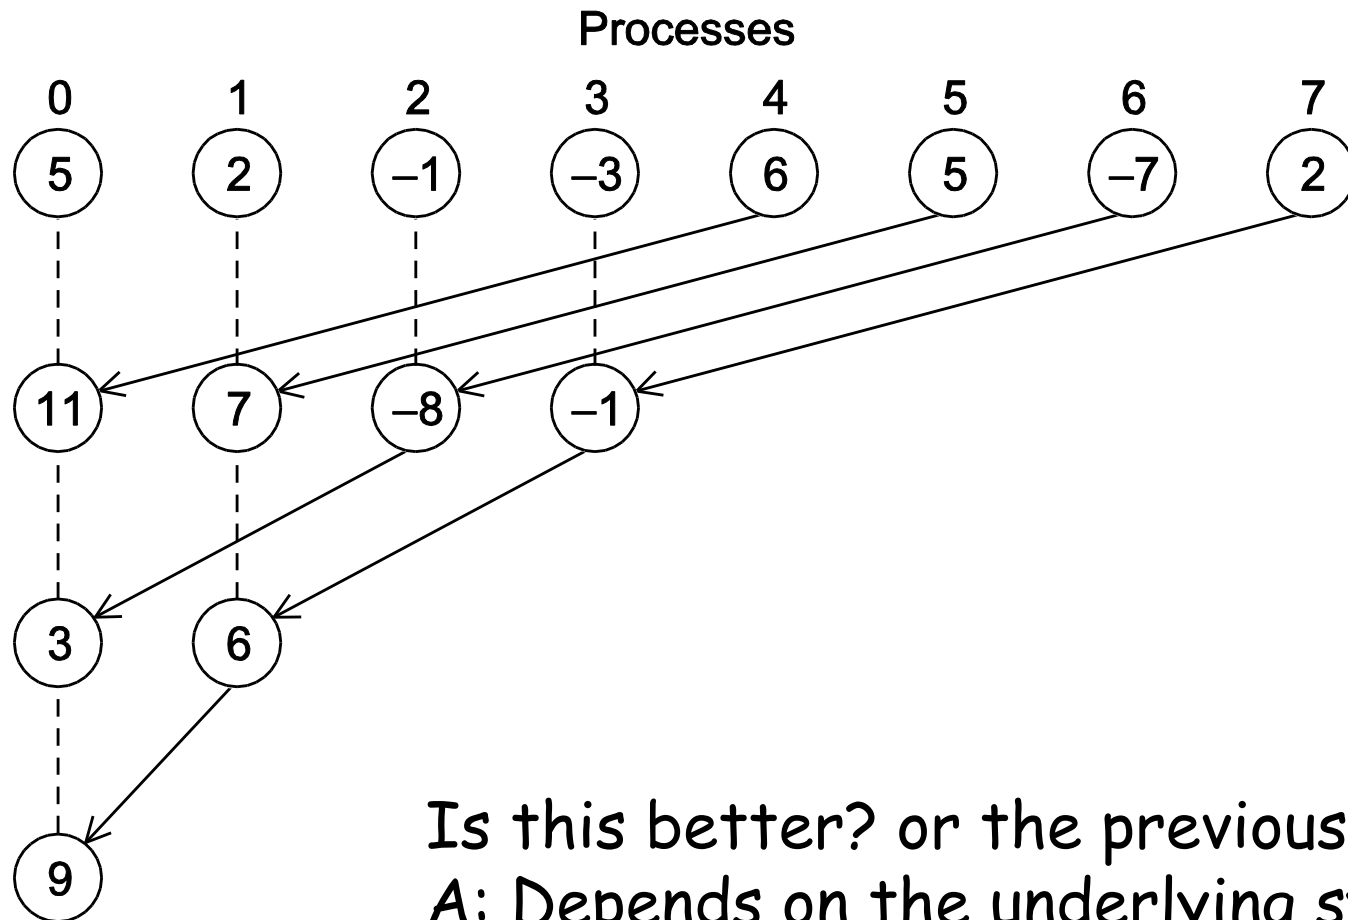 Processes
0 1 2 3 4 5 6 7
5 2 –1 –3 6 5 –7 2
11 7 –8 –1
3 6
Is this better? or the previous
9
A: Depends on the underlying